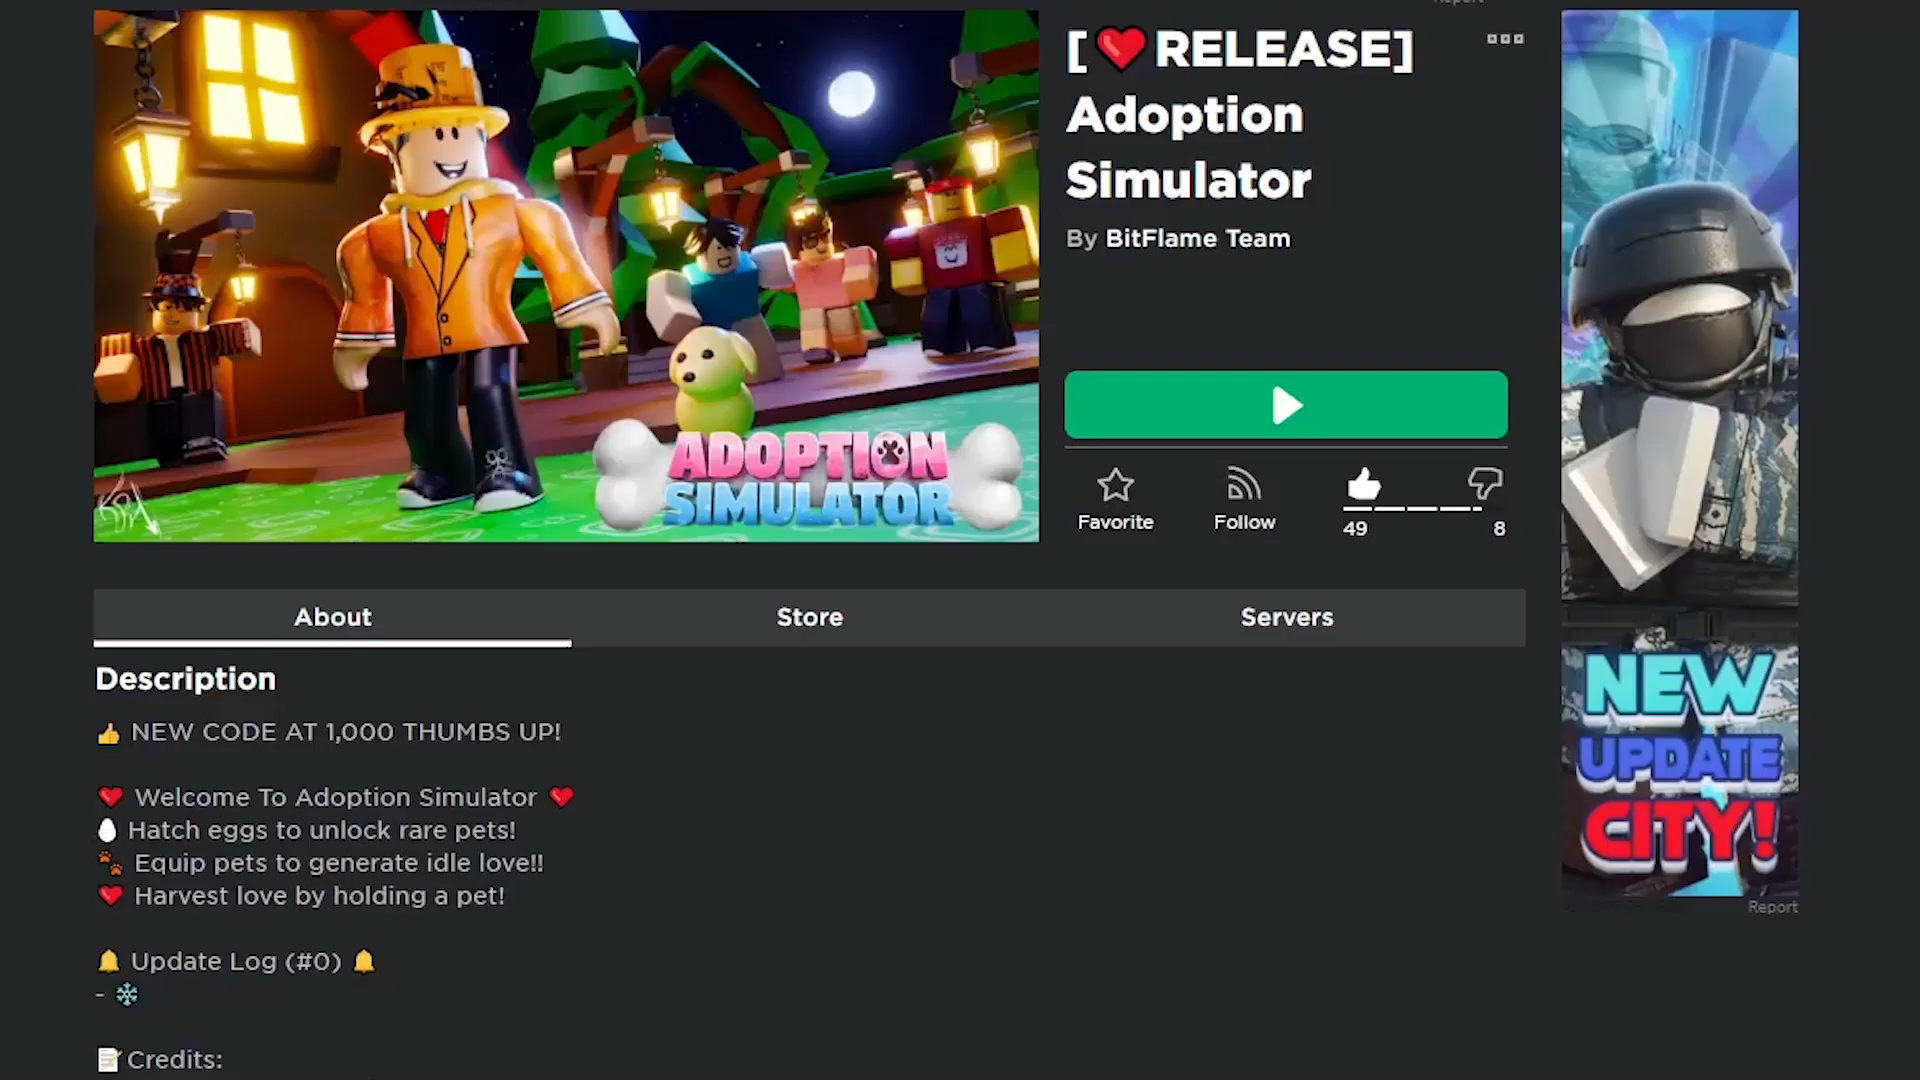 [❤️RELEASE]
Adoption
Simulator
By BitFlame Team
ADOPTION
SIMULATOR
Favorite
Follow
49
8
About
Store
Servers
Description
👍 NEW CODE AT 1,000 THUMBS UP!
❤️ Welcome To Adoption Simulator ❤️
🥚 Hatch eggs to unlock rare pets!
🐾 Equip pets to generate idle love!!
❤️ Harvest love by holding a pet!
🔔 Update Log (#0) 🔔
- ❄️
📝 Credits:
NEW
UPDATE
CITY!
Report